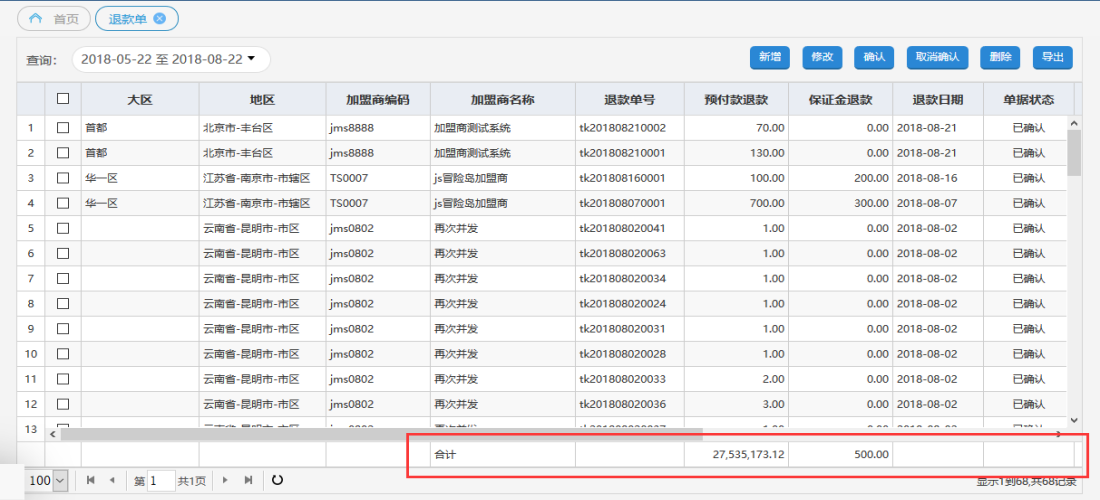 首页 退款单
查询: 2018-05-22 至 2018-08-22 新增 修改 确认 取消确认 删除 导出
大区 地区 加盟商编码 加盟商名称 退款单号 预付款退款 保证金退款 退款日期 单据状态
1 首都 北京市-丰台区 jms8888 加盟商测试系统 tk201808210002 70.00 0.00 2018-08-21 已确认
2 首都 北京市-丰台区 jms8888 加盟商测试系统 tk201808210001 130.00 0.00 2018-08-21 已确认
3 华一区 江苏省-南京市-市辖区 TS0007 js冒险岛加盟商 tk201808160001 100.00 200.00 2018-08-16 已确认
4 华一区 江苏省-南京市-市辖区 TS0007 js冒险岛加盟商 tk201808070001 700.00 300.00 2018-08-07 已确认
5 云南省-昆明市-市区 jms0802 再次并发 tk201808020041 1.00 0.00 2018-08-02 已确认
6 云南省-昆明市-市区 jms0802 再次并发 tk201808020063 1.00 0.00 2018-08-02 已确认
7 云南省-昆明市-市区 jms0802 再次并发 tk201808020034 1.00 0.00 2018-08-02 已确认
8 云南省-昆明市-市区 jms0802 再次并发 tk201808020024 1.00 0.00 2018-08-02 已确认
9 云南省-昆明市-市区 jms0802 再次并发 tk201808020031 1.00 0.00 2018-08-02 已确认
10 云南省-昆明市-市区 jms0802 再次并发 tk201808020028 1.00 0.00 2018-08-02 已确认
11 云南省-昆明市-市区 jms0802 再次并发 tk201808020033 2.00 0.00 2018-08-02 已确认
12 云南省-昆明市-市区 jms0802 再次并发 tk201808020036 3.00 0.00 2018-08-02 已确认
13
合计 27,535,173.12 500.00
100 第 1 共1页 显示1到68,共68记录